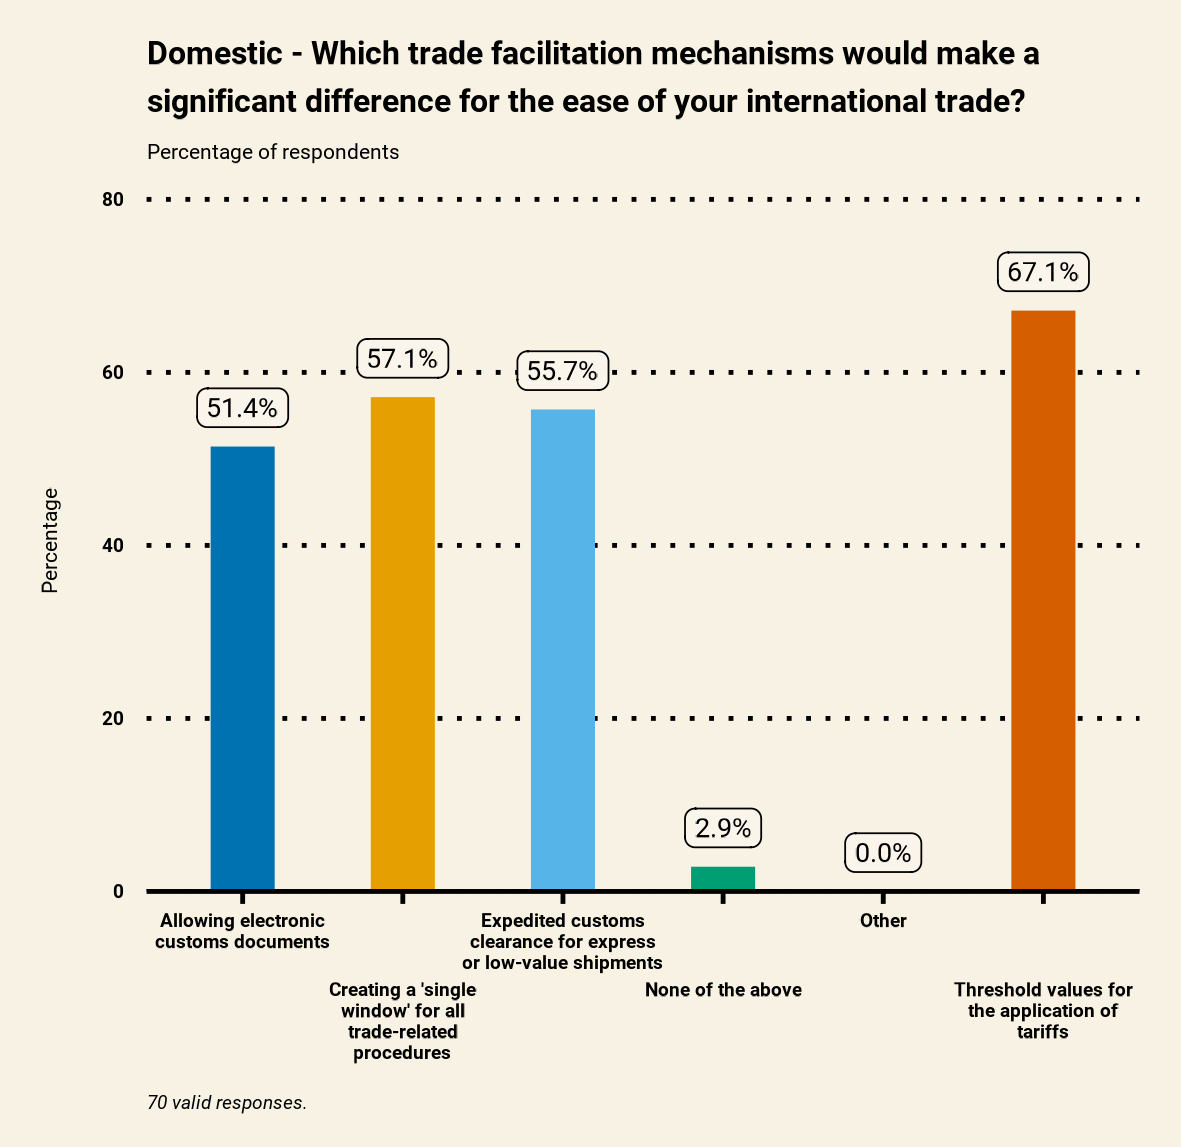 Domestic - Which trade facilitation mechanisms would make a
significant difference for the ease of your international trade?
Percentage of respondents
80
60
40
20
0
Percentage
51.4%
57.1%
55.7%
2.9%
0.0%
67.1%
Allowing electronic
customs documents
Creating a 'single
window' for all
trade-related
procedures
Expedited customs
clearance for express
or low-value shipments
None of the above
Other
Threshold values for
the application of
tariffs
70 valid responses.